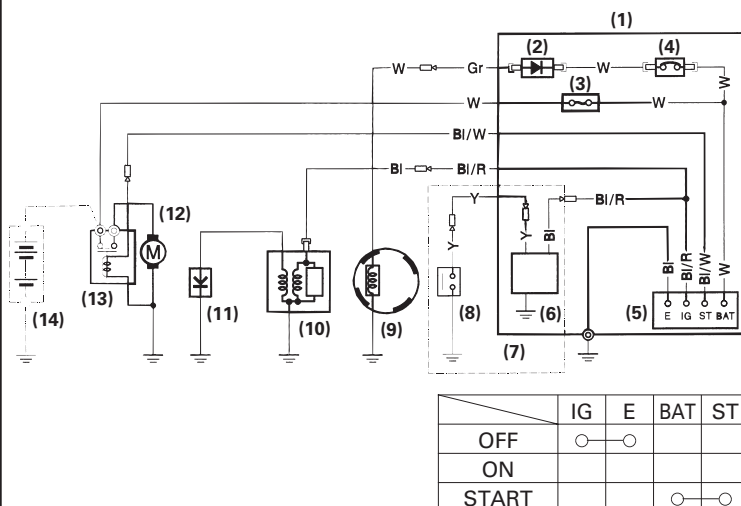 (1)
(2) (4)
W Gr W W
(3)
W W
Bl/W
Bl Bl/R
Y Bl/R
Y Y Bl
(12)
M
Bl Bl/R Bl/W W
(13) (11) (10) (9) (8) (6) (5) E IG ST BAT
(14) (7)
IG E BAT ST
OFF
ON
START